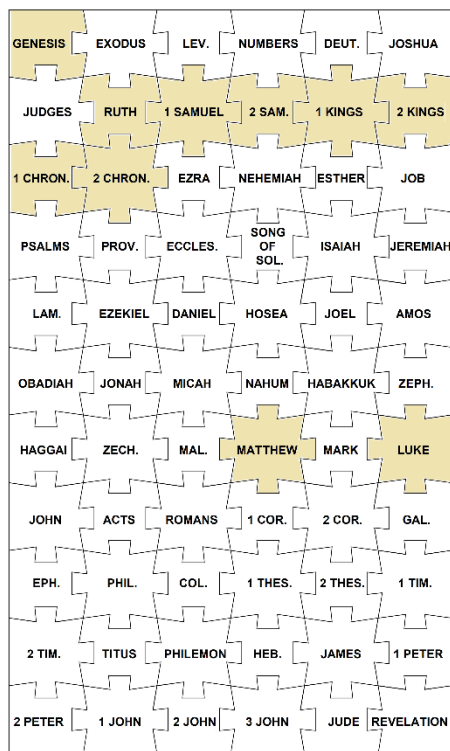 GENESIS EXODUS LEV. NUMBERS DEUT. JOSHUA
JUDGES RUTH 1 SAMUEL 2 SAM. 1 KINGS 2 KINGS
1 CHRON. 2 CHRON. EZRA NEHEMIAH ESTHER JOB
PSALMS PROV. ECCLES. SONG OF SOL. ISAIAH JEREMIAH
LAM. EZEKIEL DANIEL HOSEA JOEL AMOS
OBADIAH JONAH MICAH NAHUM HABAKKUK ZEPH.
HAGGAI ZECH. MAL. MATTHEW MARK LUKE
JOHN ACTS ROMANS 1 COR. 2 COR. GAL.
EPH. PHIL. COL. 1 THES. 2 THES. 1 TIM.
2 TIM. TITUS PHILEMON HEB. JAMES 1 PETER
2 PETER 1 JOHN 2 JOHN 3 JOHN JUDE REVELATION